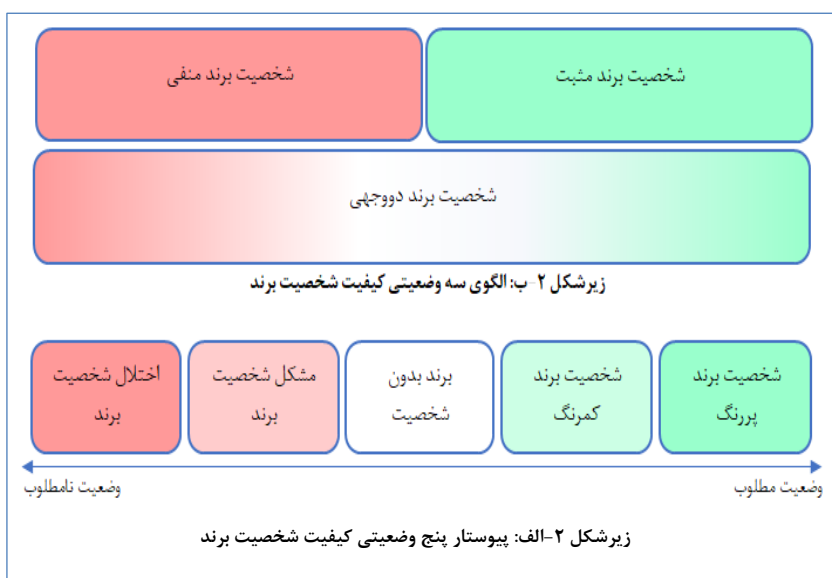 شخصیت برند مثبت
شخصیت برند منفی
شخصیت برند دووجهی
زیرشکل ۲-ب: الگوی سه وضعیتی کیفیت شخصیت برند
شخصیت برند
پررنگ
شخصیت برند
کمرنگ
برند بدون
شخصیت
مشکل شخصیت
برند
اختلال شخصیت
برند
وضعیت مطلوب
وضعیت نامطلوب
زیرشکل ۲-الف: پیوستار پنج وضعیتی کیفیت شخصیت برند